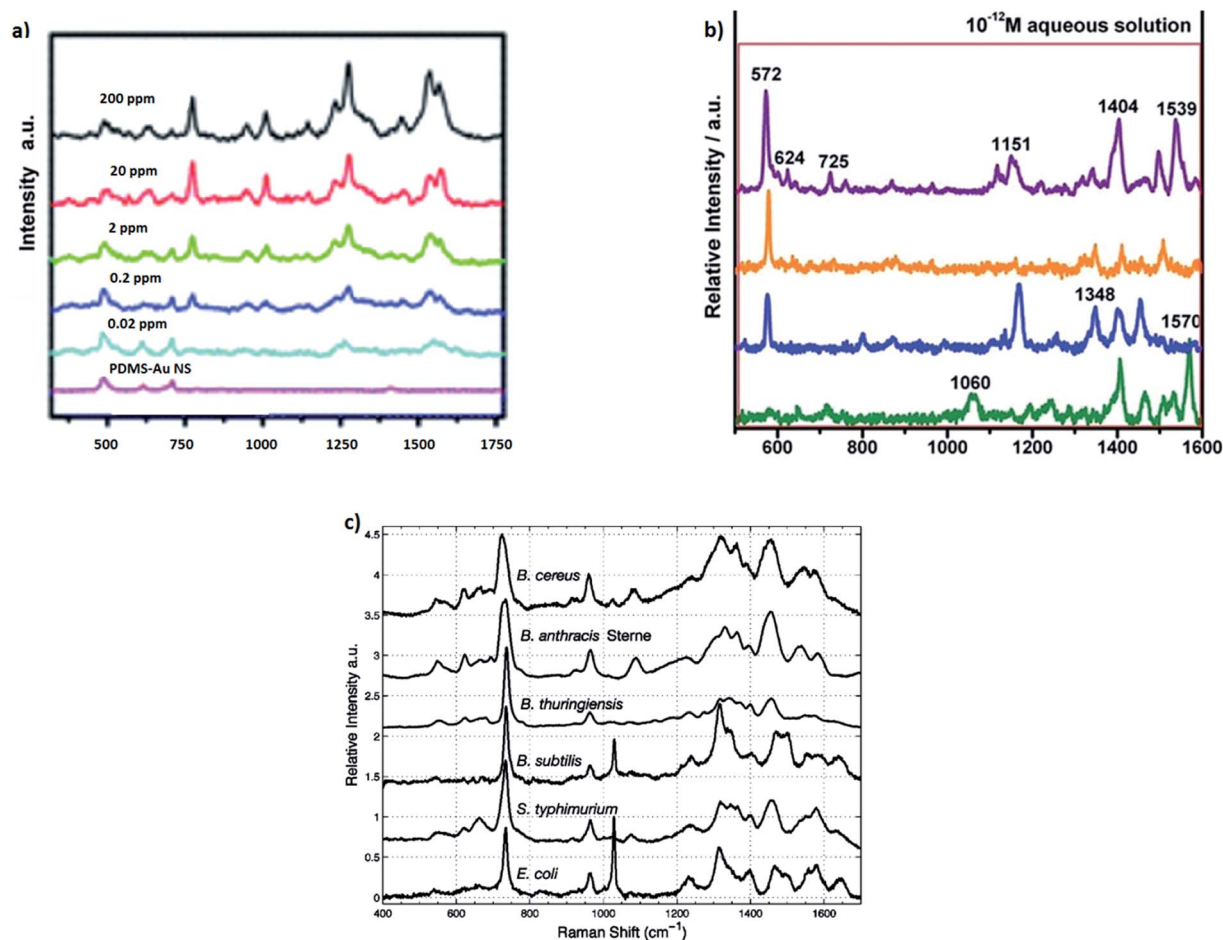 a)
Intensity a.u.
200 ppm
20 ppm
2 ppm
0.2 ppm
0.02 ppm
PDMS-Au NS
500 750 1000 1250 1500 1750
b)
10⁻¹²M aqueous solution
Relative Intensity / a.u.
572
624
725
1151
1404
1539
1348
1570
1060
600 800 1000 1200 1400 1600
c)
Relative Intensity a.u.
4.5
4
3.5
3
2.5
2
1.5
1
0.5
0
B. cereus
B. anthracis Sterne
B. thuringiensis
B. subtilis
S. typhimurium
E. coli
400 600 800 1000 1200 1400 1600
Raman Shift (cm⁻¹)